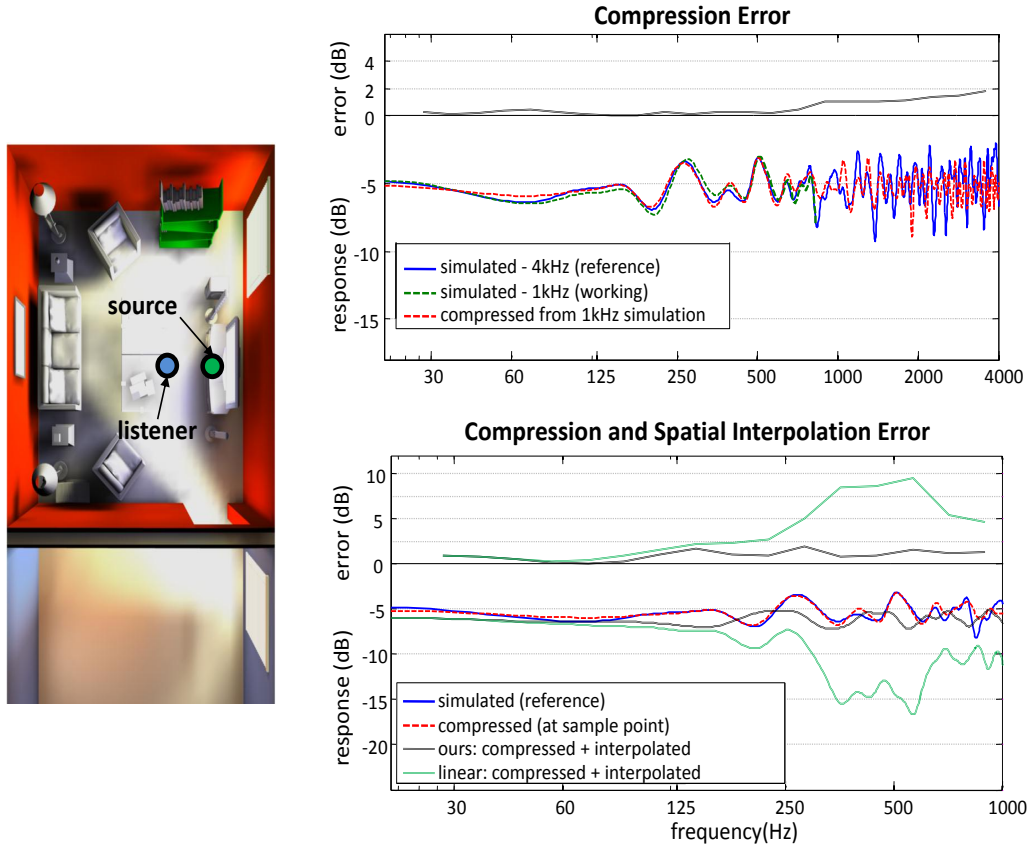 Compression Error
error (dB)
4
2
0
response (dB)
-5
-10
-15
simulated - 4kHz (reference)
simulated - 1kHz (working)
compressed from 1kHz simulation
30 60 125 250 500 1000 2000 4000
source
listener
Compression and Spatial Interpolation Error
error (dB)
10
5
0
response (dB)
-5
-10
-15
-20
simulated (reference)
compressed (at sample point)
ours: compressed + interpolated
linear: compressed + interpolated
30 60 125 250 500 1000
frequency(Hz)